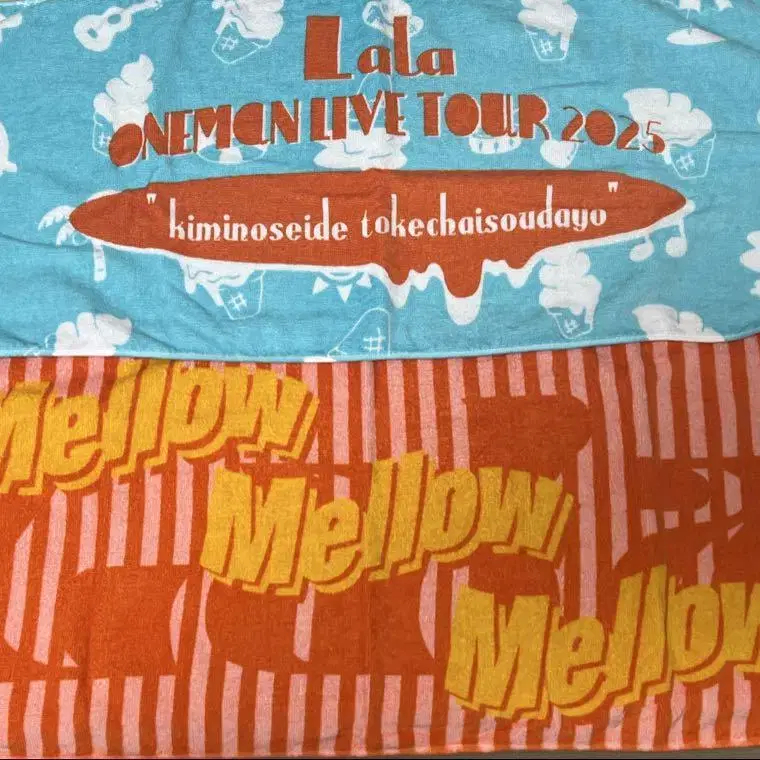 Lala
ONEMAN LIVE TOUR 2025
"kiminoseide tokechaisoudayo"
Mellow
Mellow
Mellow